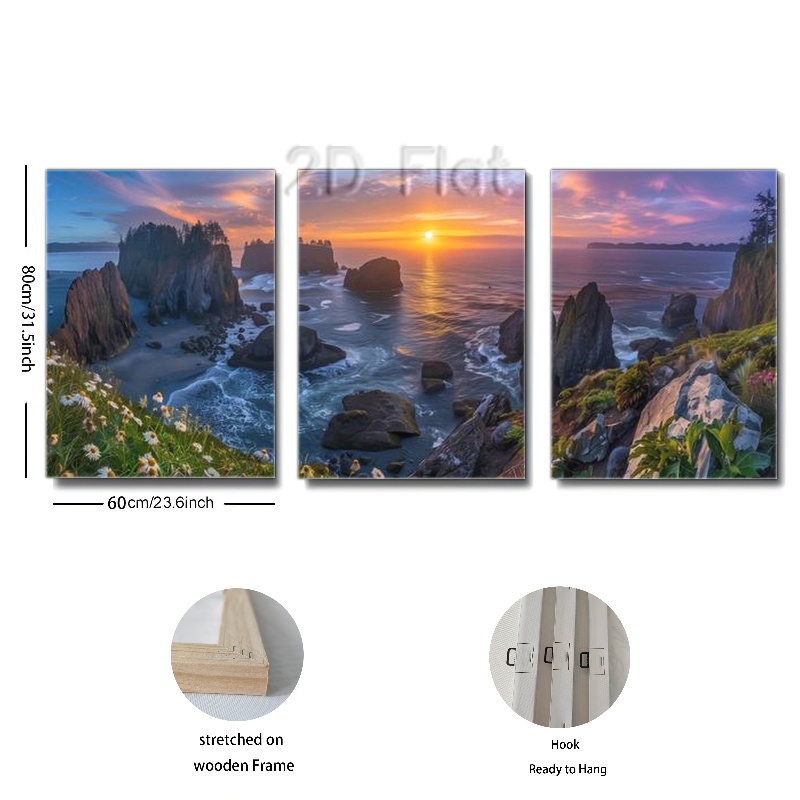 2D Flat
80cm/31.5inch
60cm/23.6inch
stretched on
wooden Frame
Hook
Ready to Hang